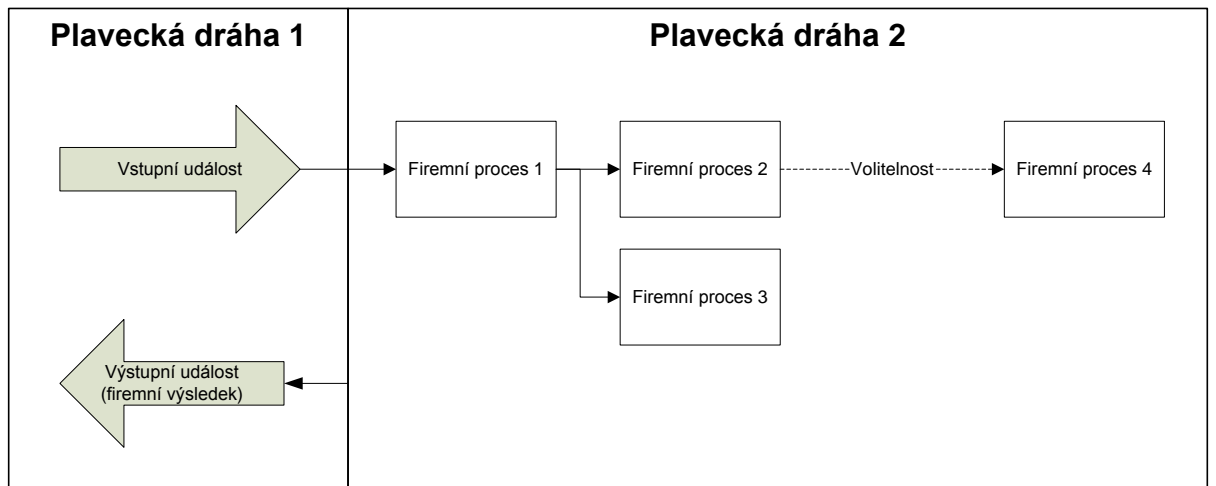 Plavecká dráha 1
Plavecká dráha 2
Vstupní událost
Firemní proces 1
Firemní proces 2
Volitelnost
Firemní proces 4
Firemní proces 3
Výstupní událost
(firemní výsledek)